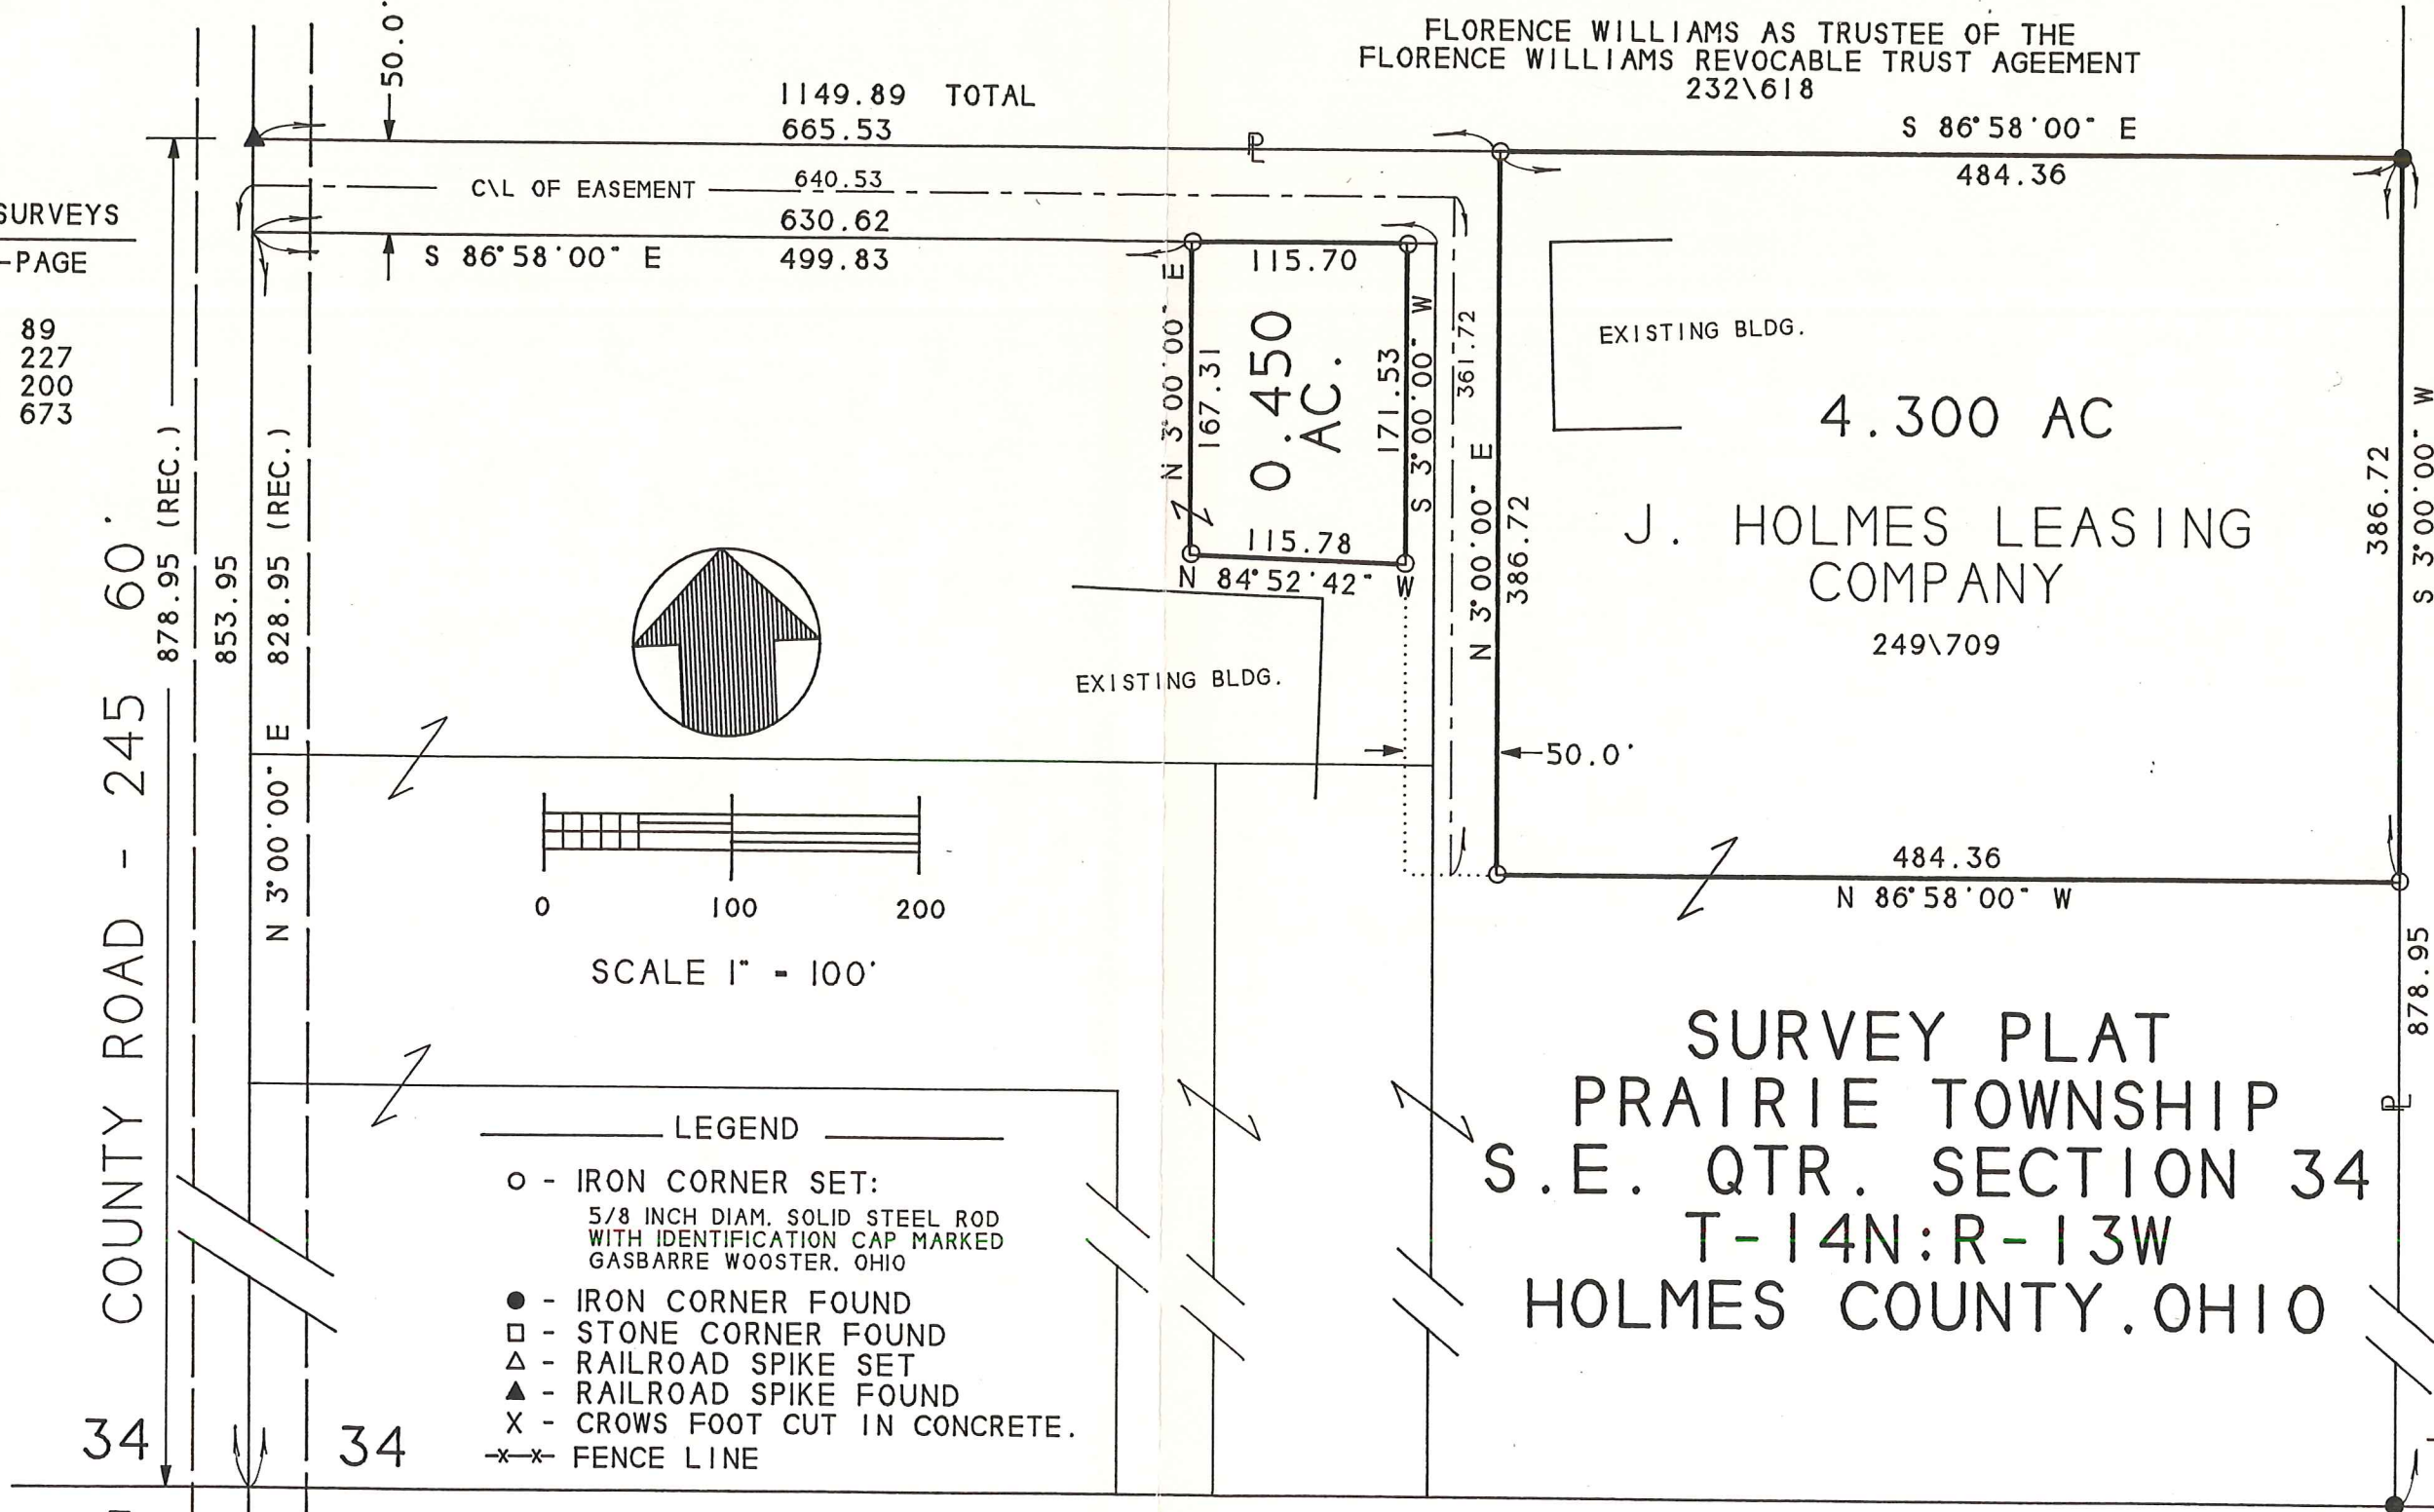 FLORENCE WILLIAMS AS TRUSTEE OF THE
FLORENCE WILLIAMS REVOCABLE TRUST AGEEMENT
232\618
50.0'
1149.89 TOTAL
665.53
S 86°58'00" E
484.36
C\L OF EASEMENT
640.53
630.62
S 86°58'00" E
499.83
SURVEYS
-PAGE
89
227
200
673
115.70
N 3°00'00" E
167.31
0.450
AC.
171.53
S 3°00'00" W
115.78
N 84°52'42" W
361.72
N 3°00'00" E
386.72
EXISTING BLDG.
4.300 AC
J. HOLMES LEASING
COMPANY
249\709
386.72
S 3°00'00" W
50.0'
484.36
N 86°58'00" W
878.95
COUNTY ROAD - 245 60'
878.95 (REC.)
853.95
N 3°00'00" E 828.95 (REC.)
EXISTING BLDG.
0 100 200
SCALE 1" - 100'
LEGEND
O - IRON CORNER SET:
5/8 INCH DIAM. SOLID STEEL ROD
WITH IDENTIFICATION CAP MARKED
GASBARRE WOOSTER. OHIO
● - IRON CORNER FOUND
□ - STONE CORNER FOUND
△ - RAILROAD SPIKE SET
▲ - RAILROAD SPIKE FOUND
X - CROWS FOOT CUT IN CONCRETE.
-x—x- FENCE LINE
34 34
SURVEY PLAT
PRAIRIE TOWNSHIP
S.E. QTR. SECTION 34
T-14N:R-13W
HOLMES COUNTY.OHIO